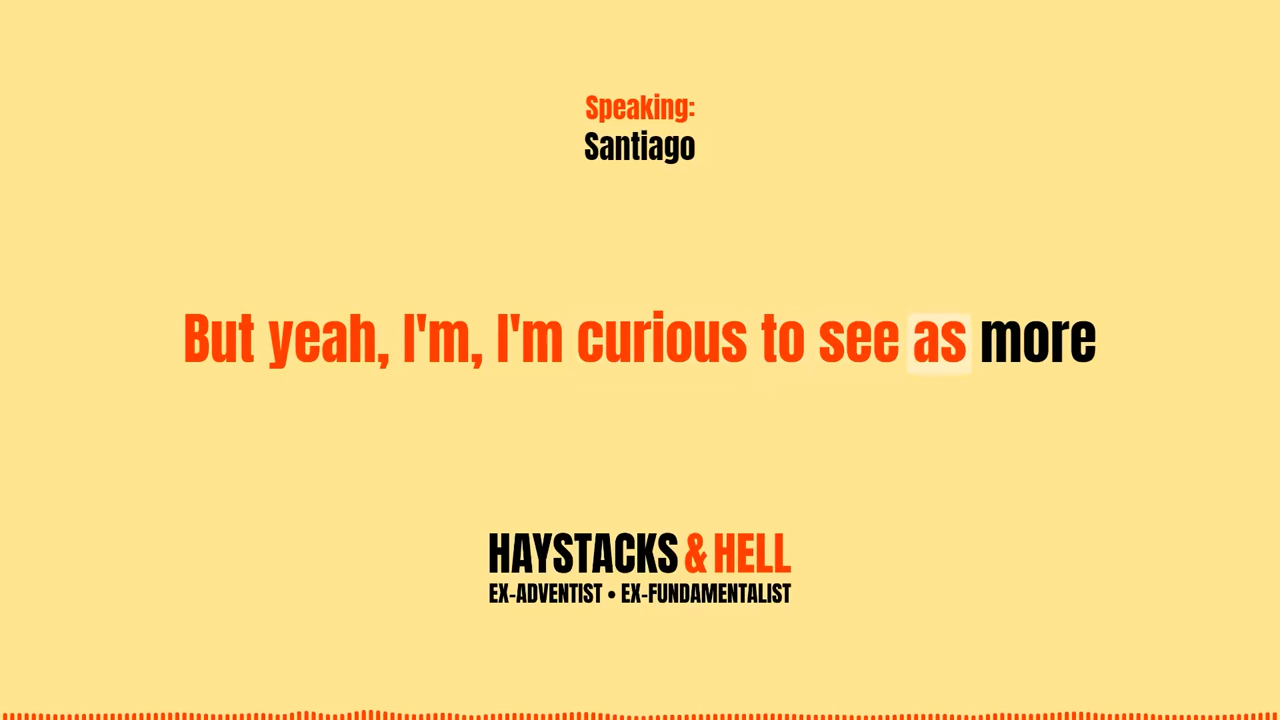 Speaking:
Santiago
But yeah, I'm, I'm curious to see as more
HAYSTACKS & HELL
EX-ADVENTIST • EX-FUNDAMENTALIST